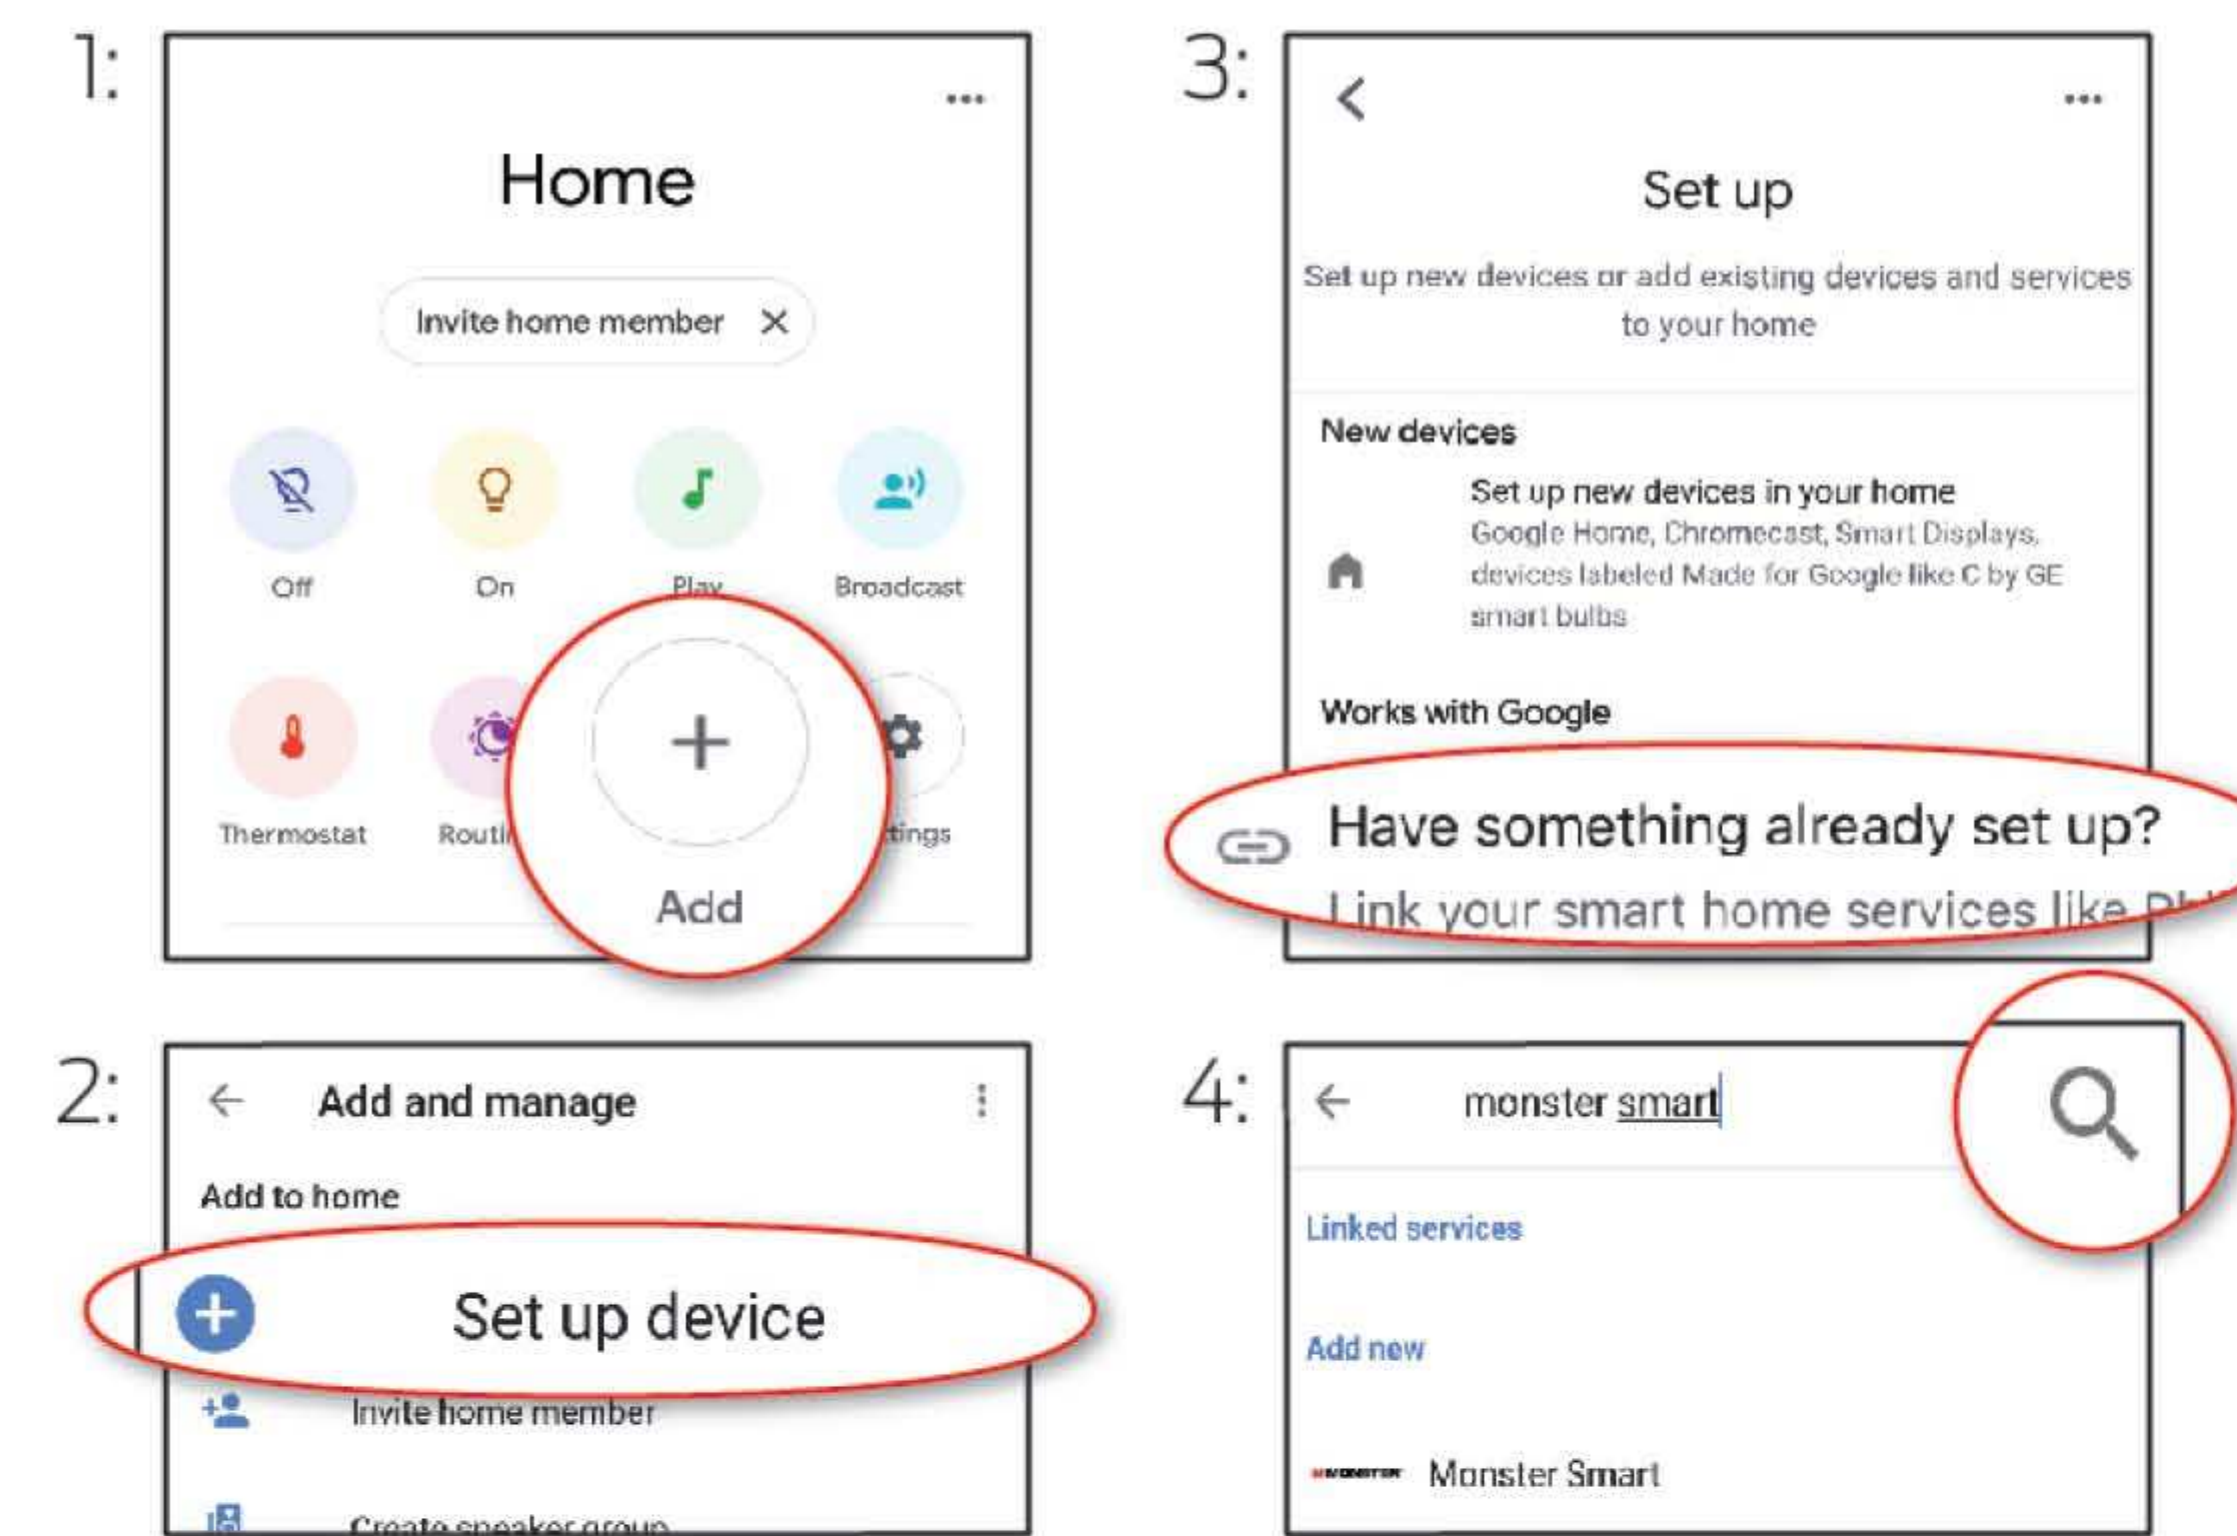 1:
Home
Invite home member
Off
On
Play
Broadcast
Thermostat
Add
2:
Add and manage
Add to home
Set up device
Invite home member
Create speaker group
3:
Set up
Set up new devices or add existing devices and services
to your home
New devices
Set up new devices in your home
Google Home, Chromecast, Smart Displays,
devices labeled Made for Google like C by GE
smart bulbs
Works with Google
Have something already set up?
Link your smart home services like
4:
monster smart
Linked services
Add new
MONSTER Monster Smart